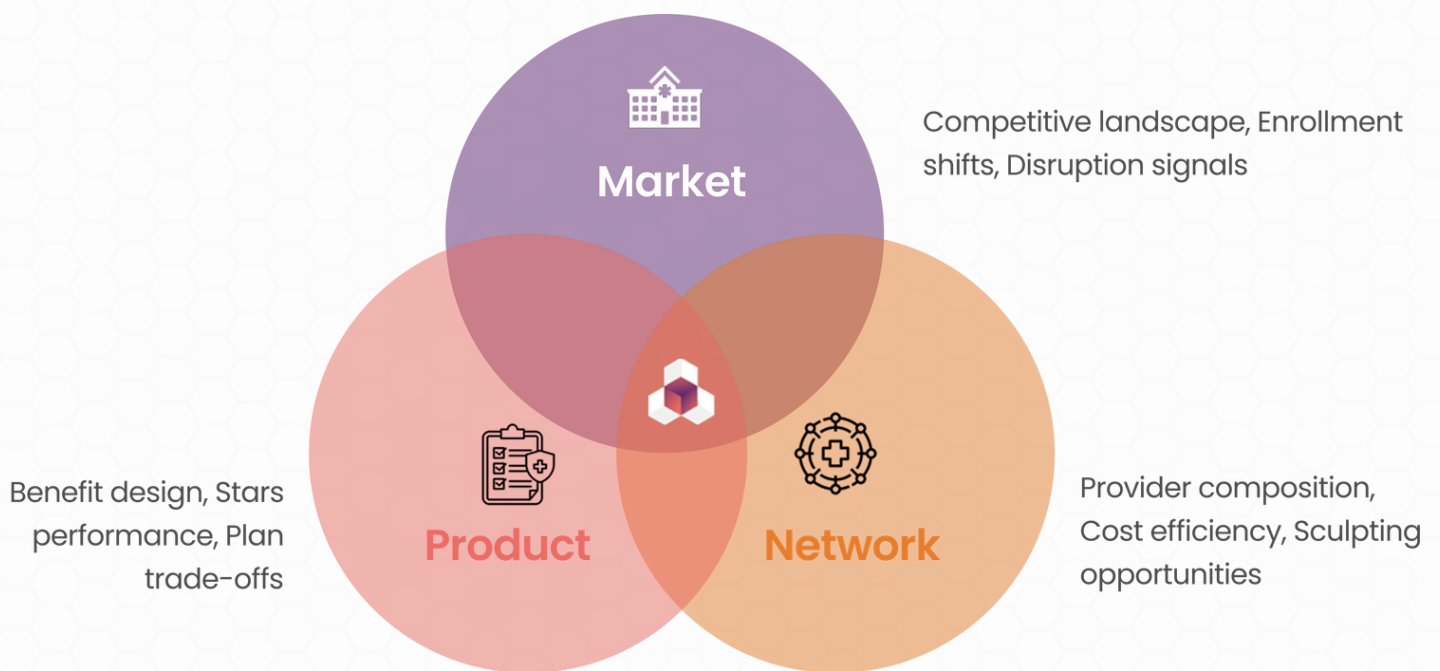 Market
Competitive landscape, Enrollment
shifts, Disruption signals
Benefit design, Stars
performance, Plan
trade-offs
Product
Network
Provider composition,
Cost efficiency, Sculpting
opportunities